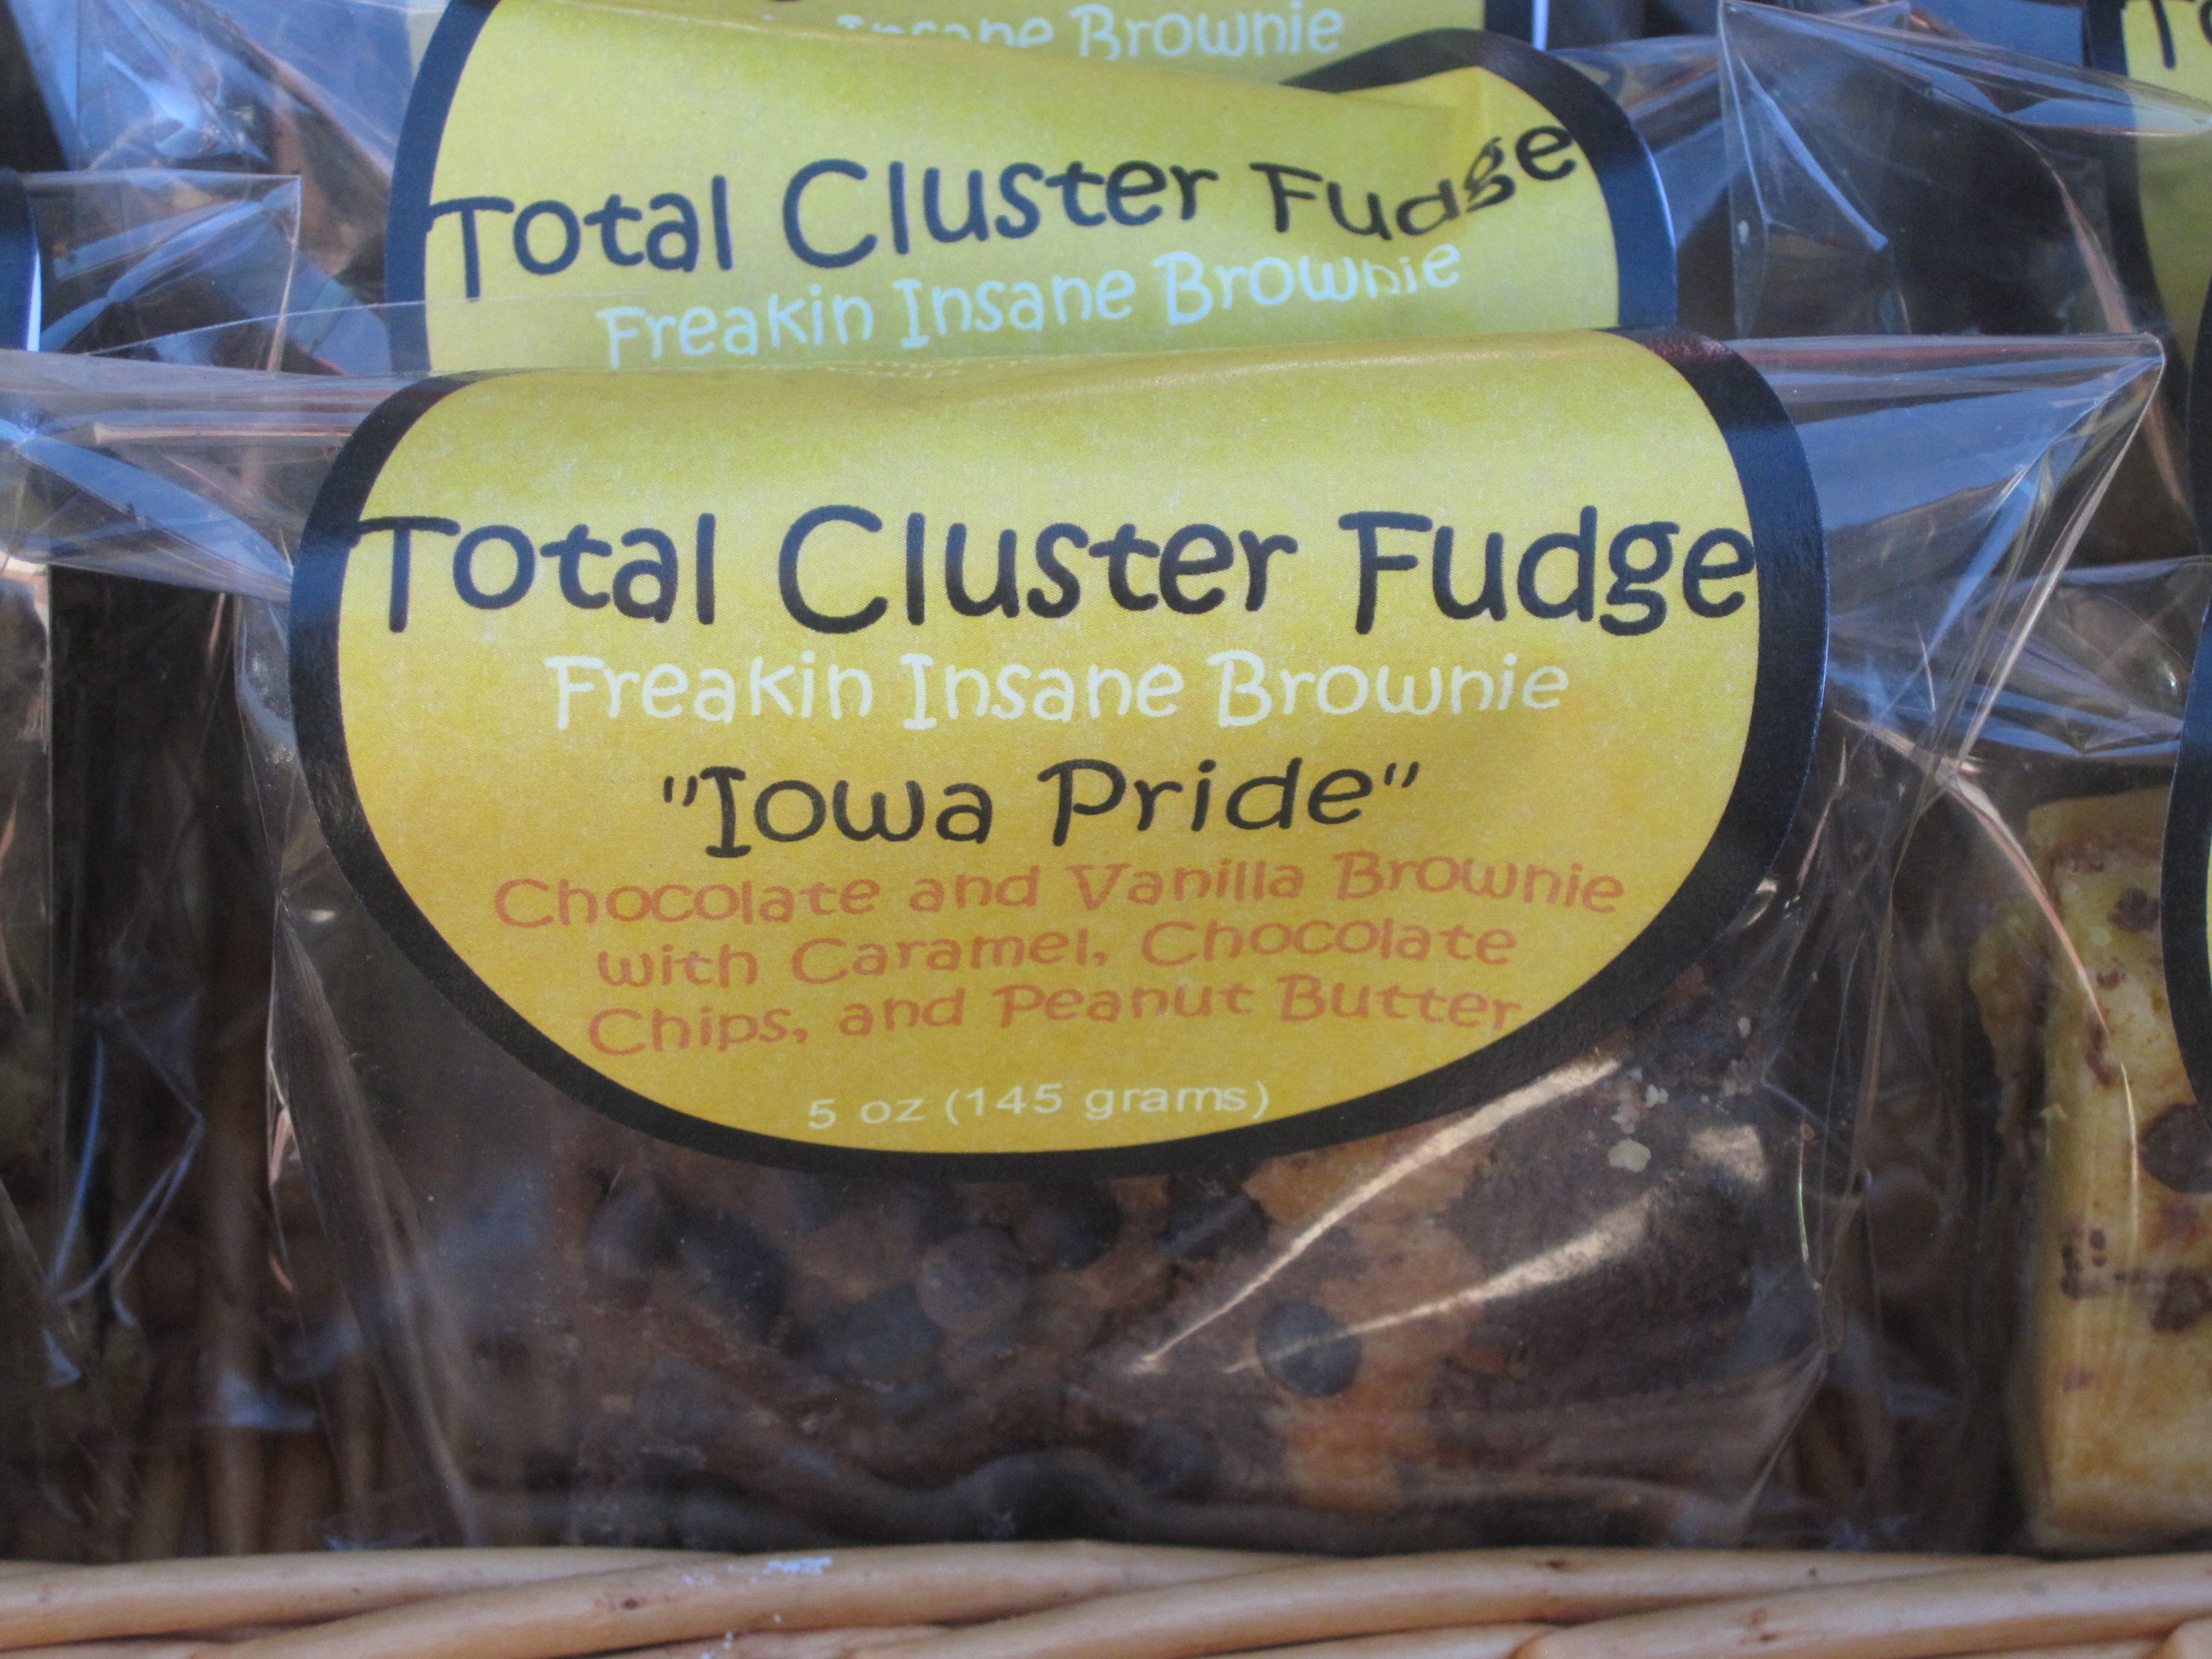 Insane Brownie
Total Cluster Fudge
Freakin Insane Brownie
Total Cluster Fudge
Freakin Insane Brownie
"Iowa Pride"
Chocolate and Vanilla Brownie
with Caramel, Chocolate
Chips, and Peanut Butter
5 oz (145 grams)